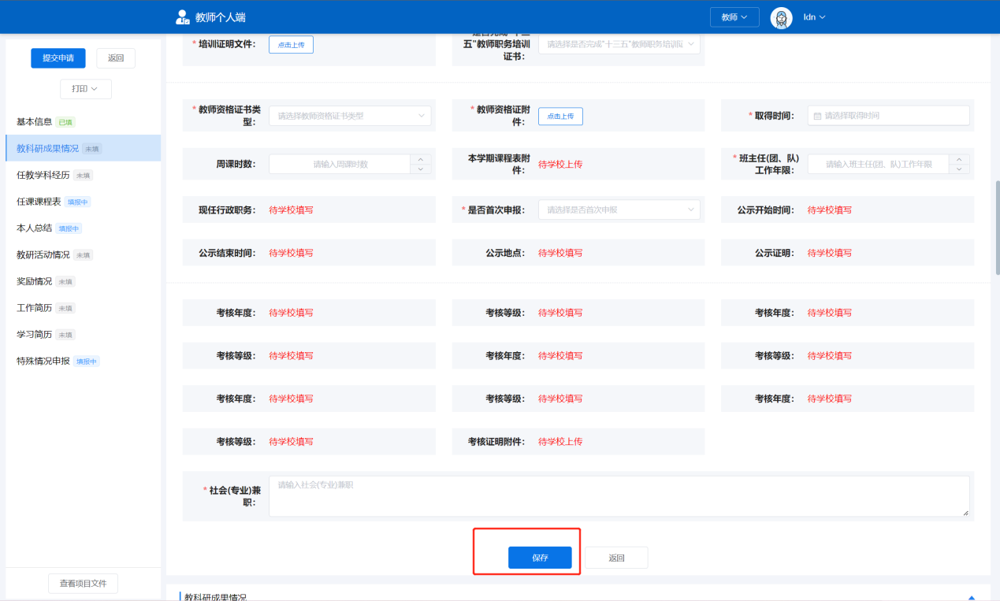 教师个人端
教师
ldn
提交申请
返回
打印
基本信息 已填
教科研成果情况 未填
任教学科经历 未填
任课课程表 填报中
本人总结 填报中
教研活动情况 未填
奖励情况 未填
工作简历 未填
学习简历 未填
特殊情况申报 填报中
查看项目文件
* 培训证明文件：
点击上传
是否完成"十三
五"教师职务培训
证书：
请选择是否完成"十三五"教师职务培训证
* 教师资格证书类
型：
请选择教师资格证书类型
* 教师资格证附
件：
点击上传
* 取得时间：
请选择取得时间
周课时数：
请输入周课时数
本学期课程表附
件：
待学校上传
* 班主任(团、队)
工作年限：
请输入班主任(团、队)工作年限
现任行政职务： 待学校填写
* 是否首次申报：
请选择是否首次申报
公示开始时间： 待学校填写
公示结束时间： 待学校填写
公示地点： 待学校填写
公示证明： 待学校填写
考核年度： 待学校填写
考核等级： 待学校填写
考核年度： 待学校填写
考核等级： 待学校填写
考核年度： 待学校填写
考核等级： 待学校填写
考核年度： 待学校填写
考核等级： 待学校填写
考核年度： 待学校填写
考核等级： 待学校填写
考核证明附件： 待学校上传
* 社会(专业)兼
职：
请输入社会(专业)兼职
保存
返回
教科研成果情况